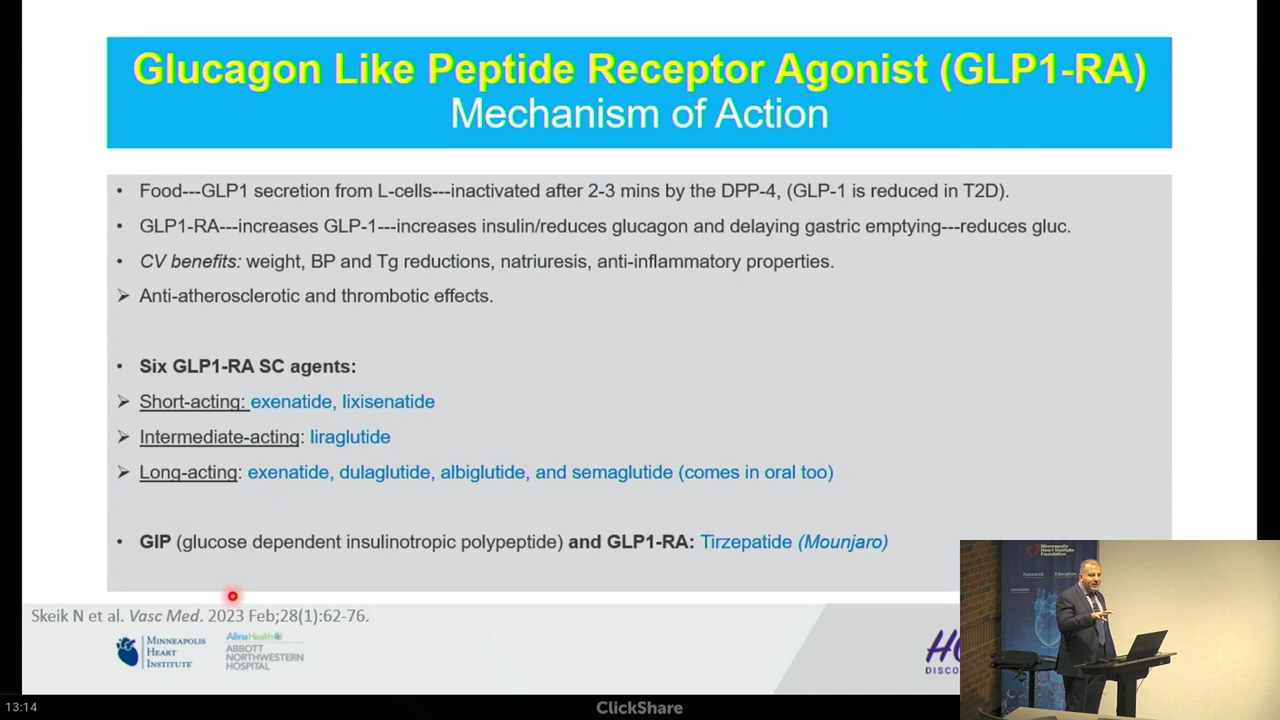 Glucagon Like Peptide Receptor Agonist (GLP1-RA)
Mechanism of Action
• Food---GLP1 secretion from L-cells---inactivated after 2-3 mins by the DPP-4, (GLP-1 is reduced in T2D).
• GLP1-RA---increases GLP-1---increases insulin/reduces glucagon and delaying gastric emptying---reduces gluc.
• CV benefits: weight, BP and Tg reductions, natriuresis, anti-inflammatory properties.
➢ Anti-atherosclerotic and thrombotic effects.
• Six GLP1-RA SC agents:
➢ Short-acting: exenatide, lixisenatide
➢ Intermediate-acting: liraglutide
➢ Long-acting: exenatide, dulaglutide, albiglutide, and semaglutide (comes in oral too)
• GIP (glucose dependent insulinotropic polypeptide) and GLP1-RA: Tirzepatide (Mounjaro)
Skeik N et al. Vasc Med. 2023 Feb;28(1):62-76.
MINNEAPOLIS
HEART
INSTITUTE
AllinaHealth
ABBOTT
NORTHWESTERN
HOSPITAL
Minneapolis
Heart Institute
Foundation
Research Education
13:14
ClickShare